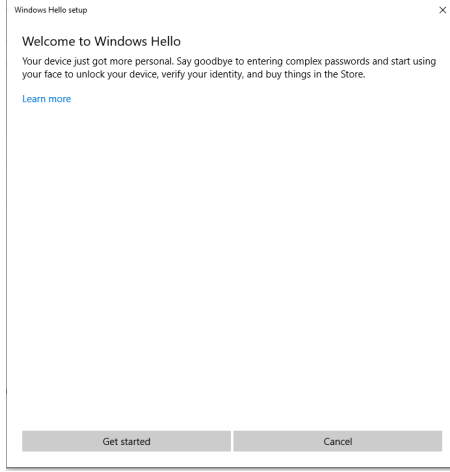 Windows Hello setup
Welcome to Windows Hello
Your device just got more personal. Say goodbye to entering complex passwords and start using
your face to unlock your device, verify your identity, and buy things in the Store.
Learn more
Get started
Cancel